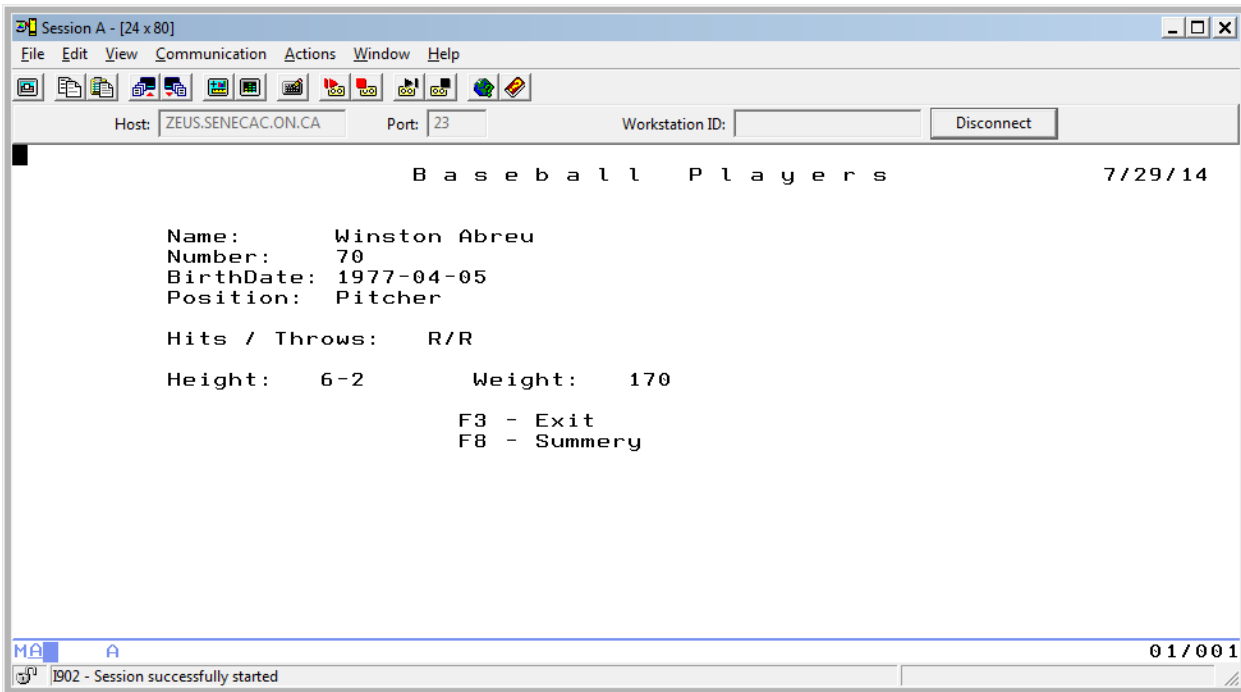 Session A - [24 x 80]
File Edit View Communication Actions Window Help
Host: ZEUS.SENECAC.ON.CA Port: 23 Workstation ID: Disconnect
Baseball Players 7/29/14
Name: Winston Abreu
Number: 70
BirthDate: 1977-04-05
Position: Pitcher
Hits / Throws: R/R
Height: 6-2 Weight: 170
F3 - Exit
F8 - Summery
MA A 01/001
I902 - Session successfully started